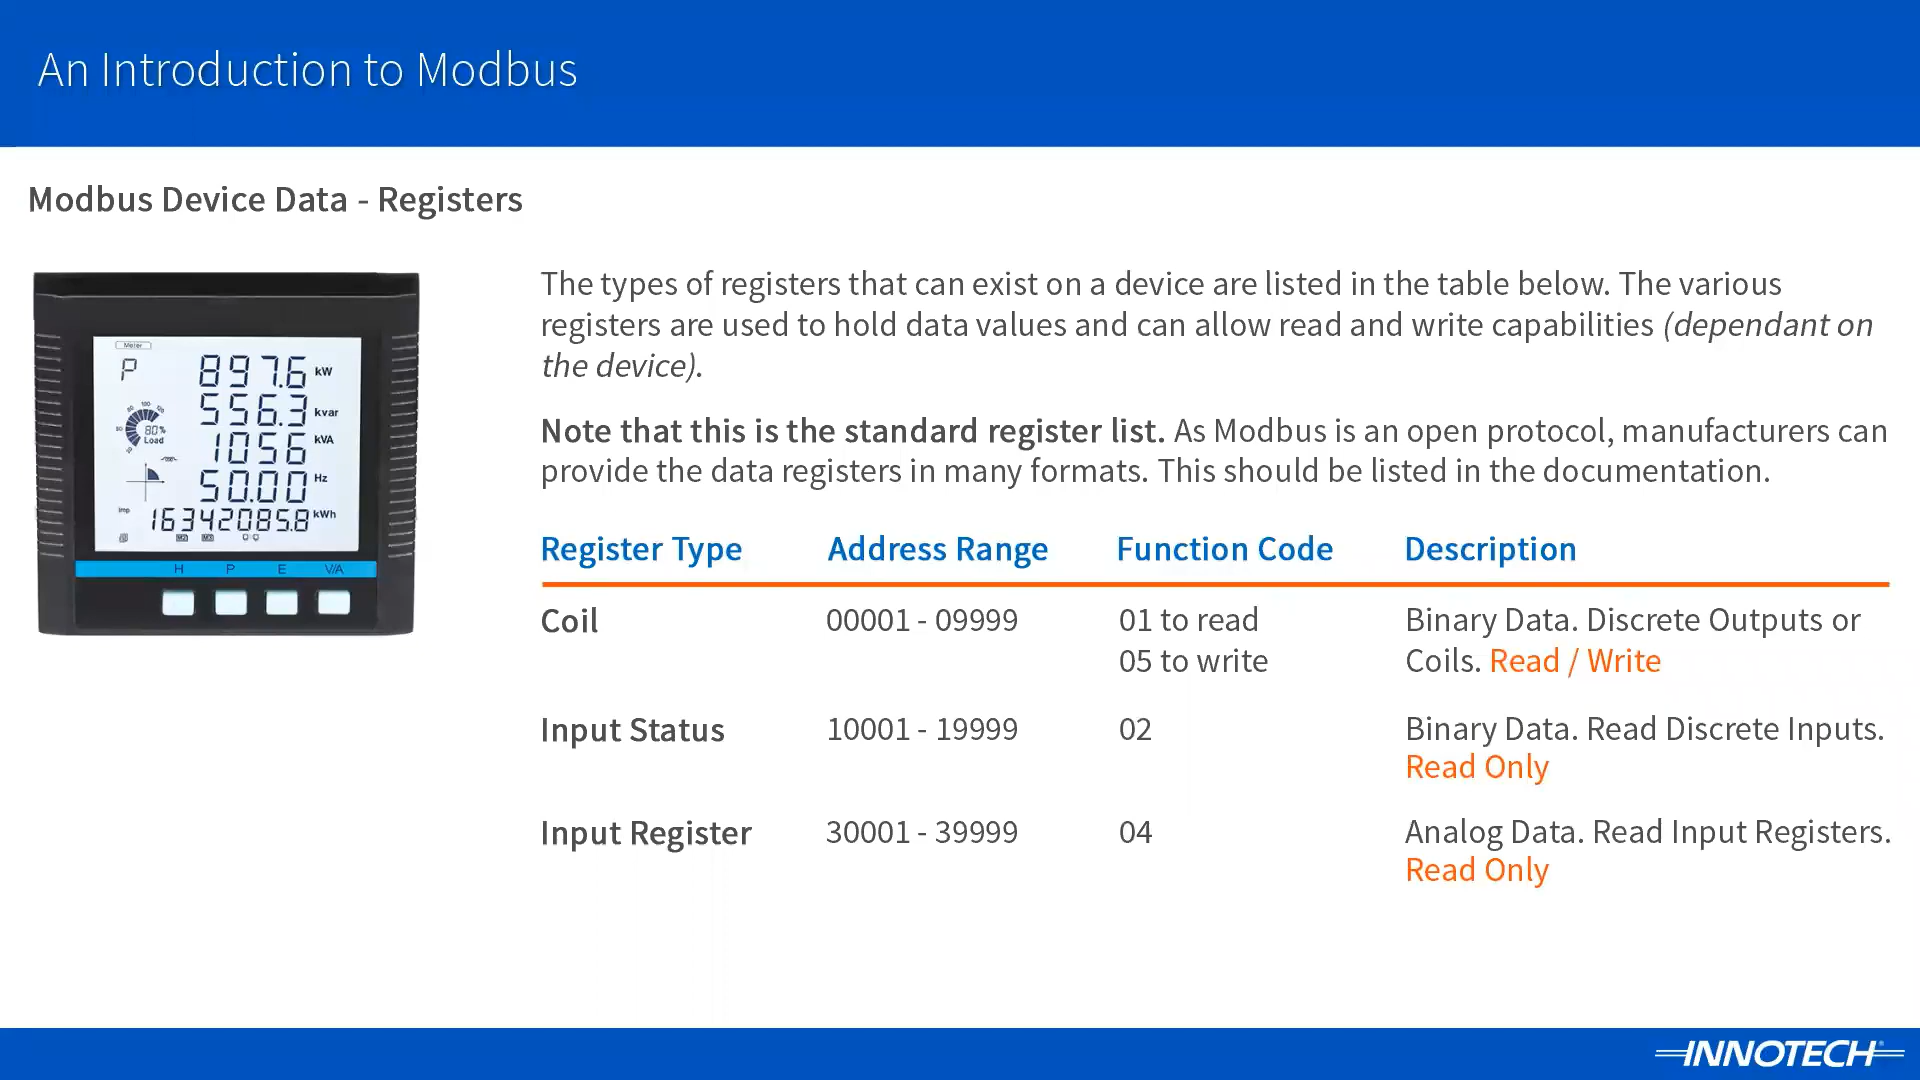 An Introduction to Modbus
Modbus Device Data - Registers
Meter
P
897.6 kW
556.3 kvar
1056 kVA
50.00 Hz
Imp
16342085.8 kWh
80%
Load
100
120
H P E V/A
The types of registers that can exist on a device are listed in the table below. The various
registers are used to hold data values and can allow read and write capabilities (dependant on
the device).
Note that this is the standard register list. As Modbus is an open protocol, manufacturers can
provide the data registers in many formats. This should be listed in the documentation.
Register Type Address Range Function Code Description
Coil 00001 - 09999 01 to read Binary Data. Discrete Outputs or
05 to write Coils. Read / Write
Input Status 10001 - 19999 02 Binary Data. Read Discrete Inputs.
Read Only
Input Register 30001 - 39999 04 Analog Data. Read Input Registers.
Read Only
INNOTECH®